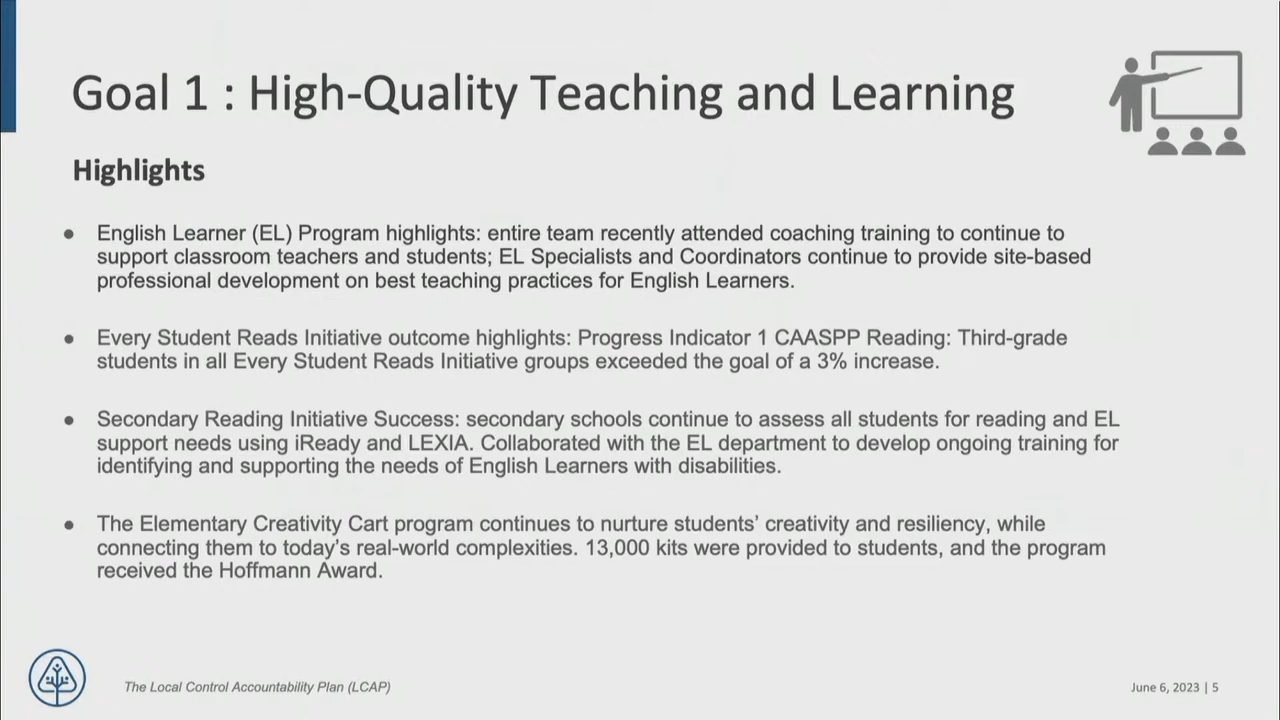 Goal 1 : High-Quality Teaching and Learning
Highlights
● English Learner (EL) Program highlights: entire team recently attended coaching training to continue to
support classroom teachers and students; EL Specialists and Coordinators continue to provide site-based
professional development on best teaching practices for English Learners.
● Every Student Reads Initiative outcome highlights: Progress Indicator 1 CAASPP Reading: Third-grade
students in all Every Student Reads Initiative groups exceeded the goal of a 3% increase.
● Secondary Reading Initiative Success: secondary schools continue to assess all students for reading and EL
support needs using iReady and LEXIA. Collaborated with the EL department to develop ongoing training for
identifying and supporting the needs of English Learners with disabilities.
● The Elementary Creativity Cart program continues to nurture students’ creativity and resiliency, while
connecting them to today’s real-world complexities. 13,000 kits were provided to students, and the program
received the Hoffmann Award.
The Local Control Accountability Plan (LCAP)
June 6, 2023 | 5